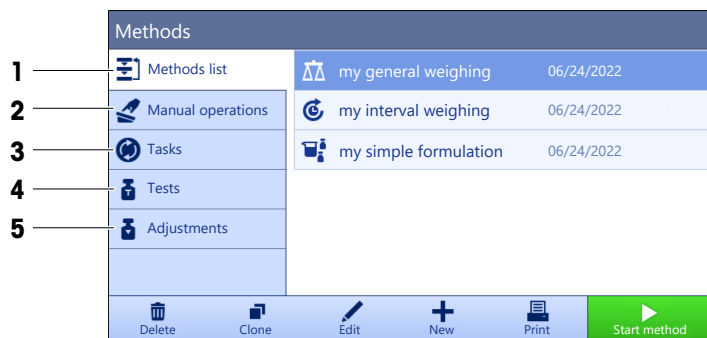 Methods
1 Methods list
my general weighing 06/24/2022
2 Manual operations
my interval weighing 06/24/2022
3 Tasks
my simple formulation 06/24/2022
4 Tests
5 Adjustments
Delete Clone Edit New Print Start method